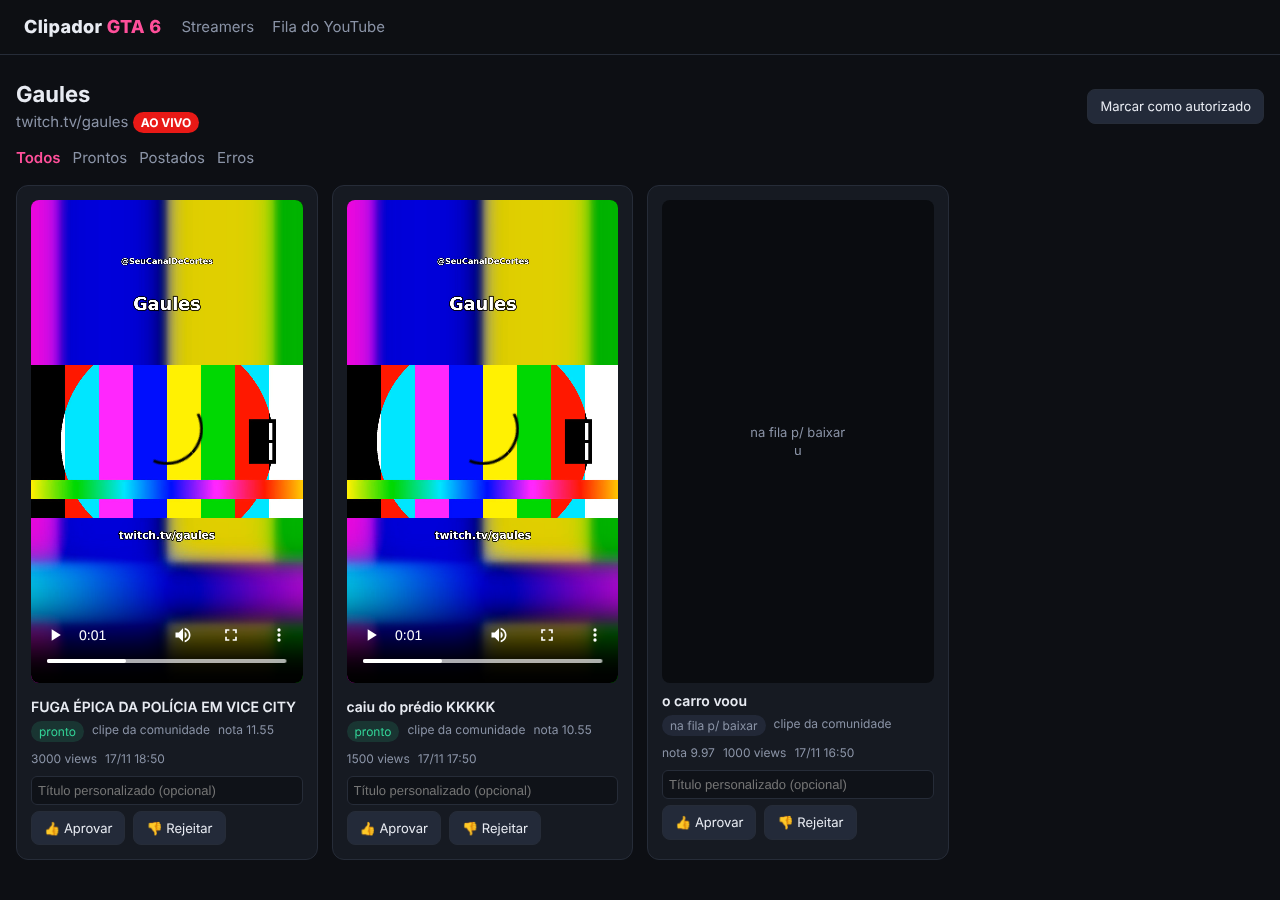 Clipador GTA 6 Streamers Fila do YouTube
Gaules
twitch.tv/gaules AO VIVO
Marcar como autorizado
Todos Prontos Postados Erros
@SeuCanalDeCortes
Gaules
twitch.tv/gaules
0:01
FUGA ÉPICA DA POLÍCIA EM VICE CITY
pronto clipe da comunidade nota 11.55
3000 views 17/11 18:50
Título personalizado (opcional)
👍 Aprovar 👎 Rejeitar
@SeuCanalDeCortes
Gaules
twitch.tv/gaules
0:01
caiu do prédio KKKKK
pronto clipe da comunidade nota 10.55
1500 views 17/11 17:50
Título personalizado (opcional)
👍 Aprovar 👎 Rejeitar
na fila p/ baixar
u
o carro voou
na fila p/ baixar clipe da comunidade
nota 9.97 1000 views 17/11 16:50
Título personalizado (opcional)
👍 Aprovar 👎 Rejeitar